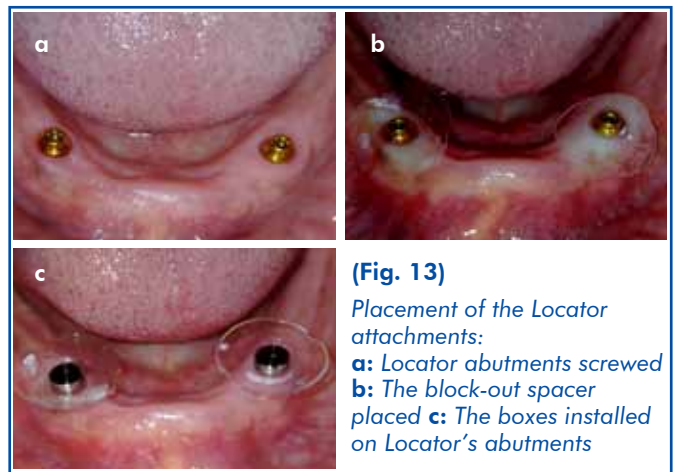 a
b
c
(Fig. 13)
Placement of the Locator
attachments:
a: Locator abutments screwed
b: The block-out spacer
placed c: The boxes installed
on Locator's abutments